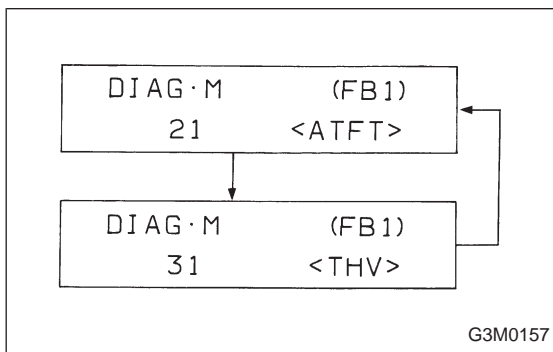 DIAG·M (FB1)
21 <ATFT>
DIAG·M (FB1)
31 <THV>
G3M0157